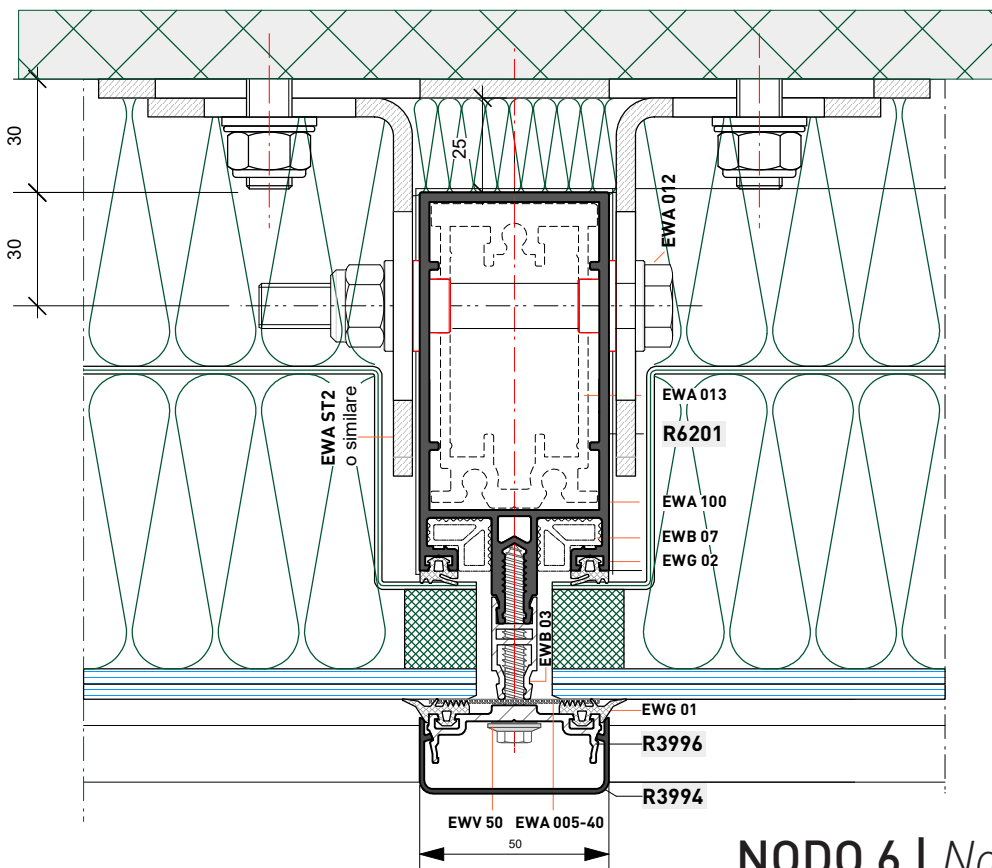 30
30
25
EWA 012
EWA ST2
o similare
EWA 013
R6201
EWA 100
EWB 07
EWG 02
EWB 03
EWG 01
R3996
R3994
EWV 50 EWA 005-40
50
NODO 6 | No